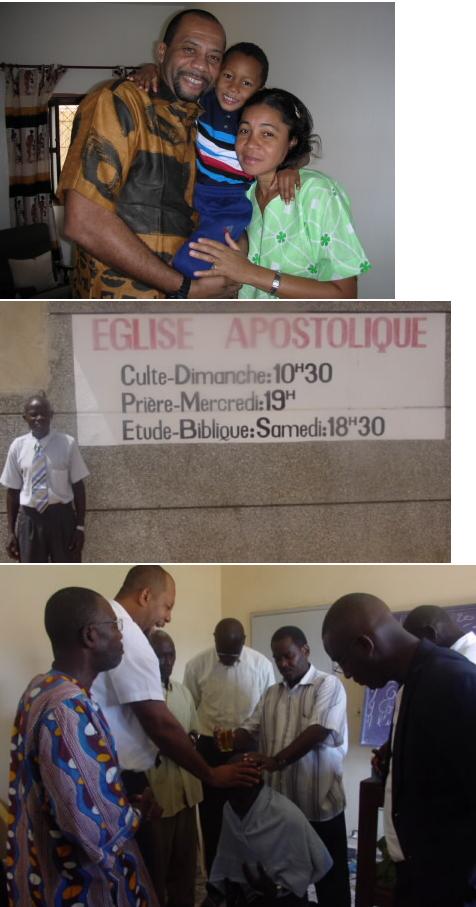 EGLISE APOSTOLIQUE
Culte-Dimanche:10H30
Prière-Mercredi:19H
Etude-Biblique:Samedi:18H30